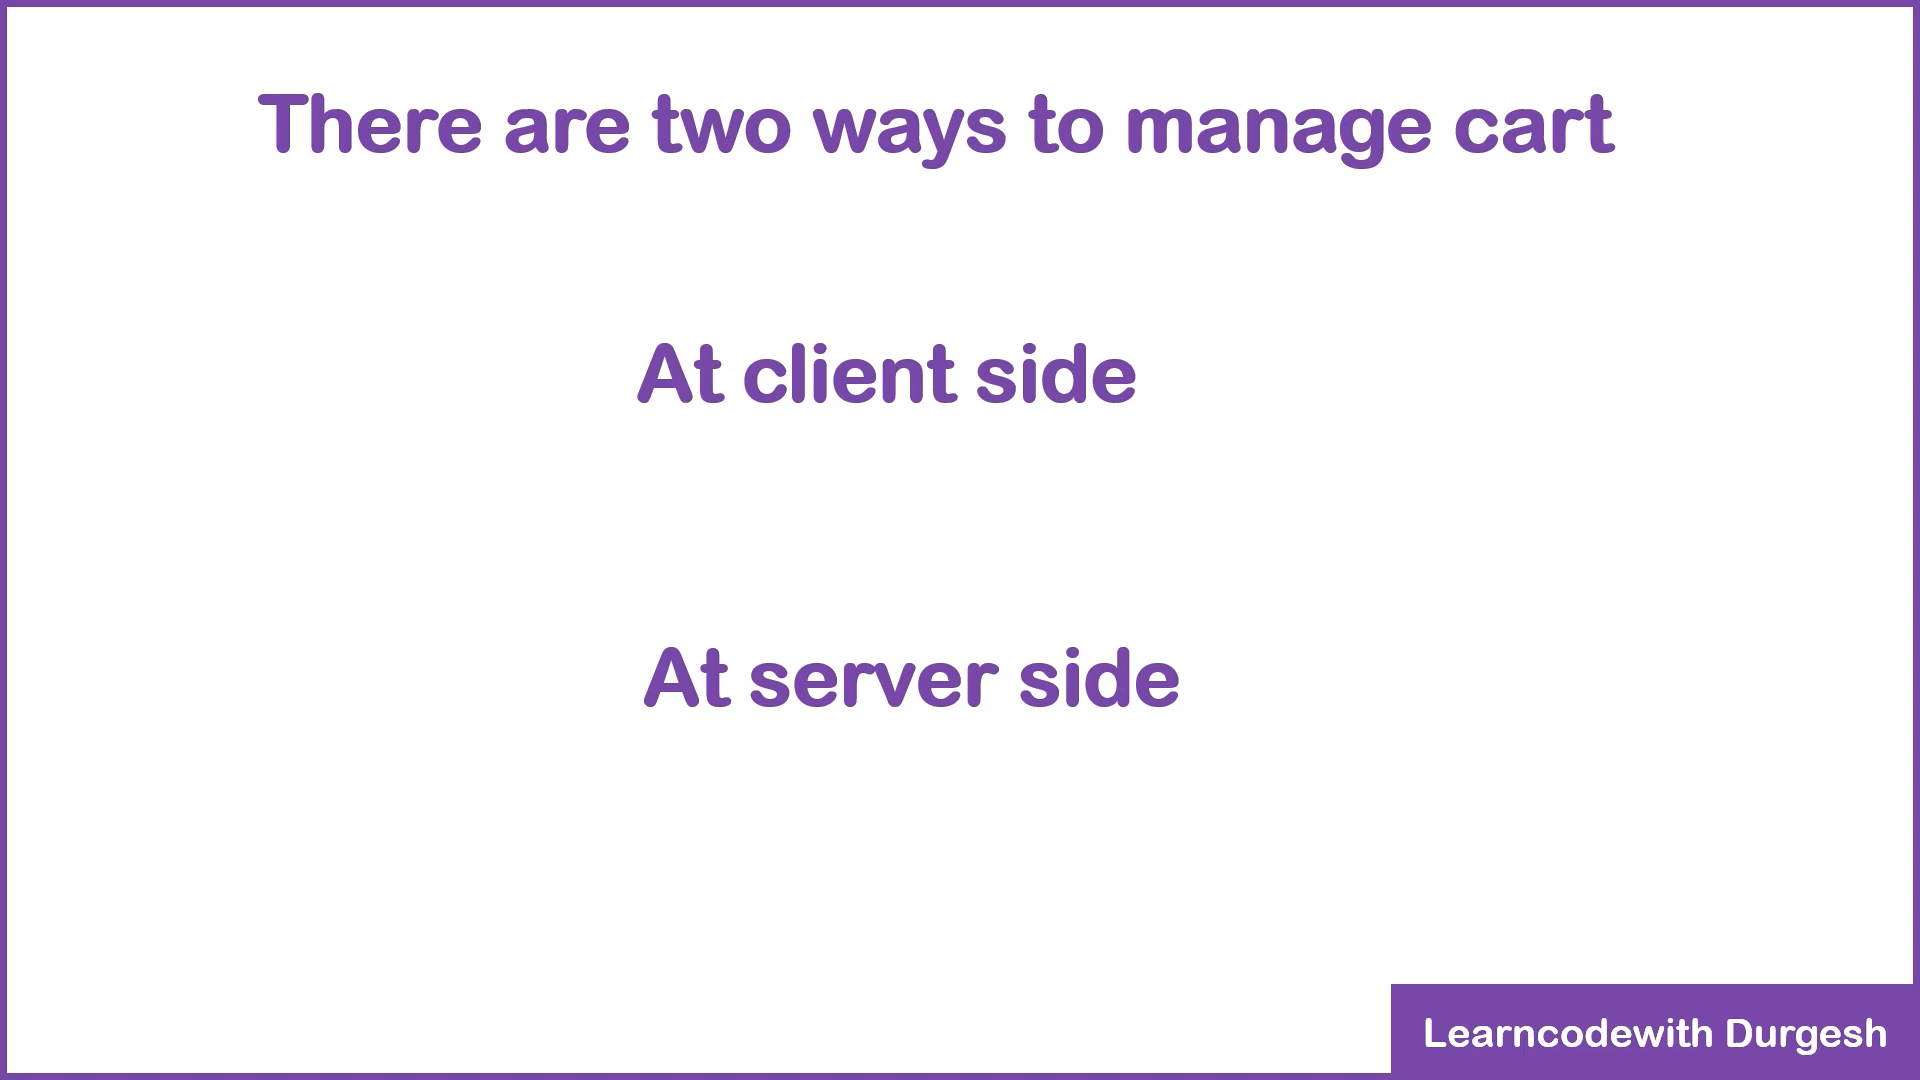 There are two ways to manage cart
At client side
At server side
Learncodewith Durgesh